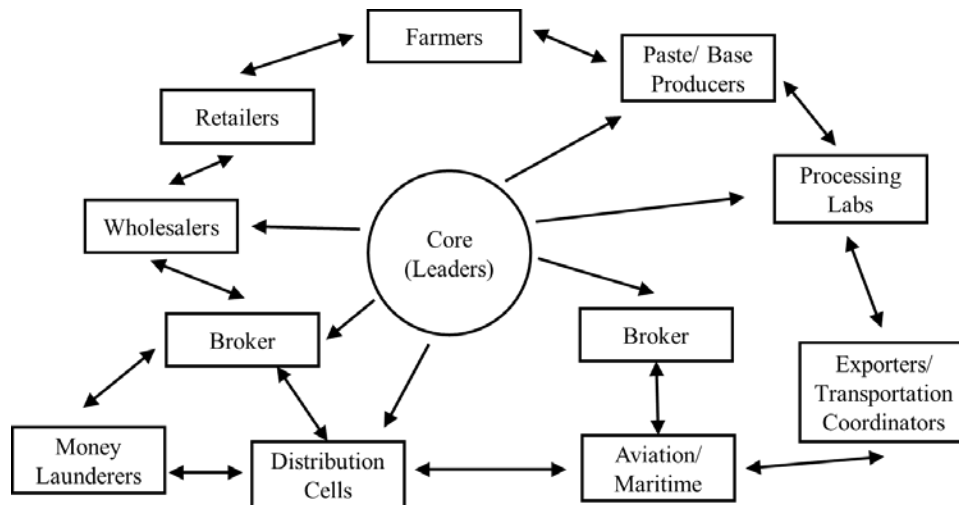 Farmers
Paste/ Base
Producers
Retailers
Processing
Labs
Wholesalers
Core
(Leaders)
Broker
Broker
Exporters/
Transportation
Coordinators
Money
Launderers
Distribution
Cells
Aviation/
Maritime